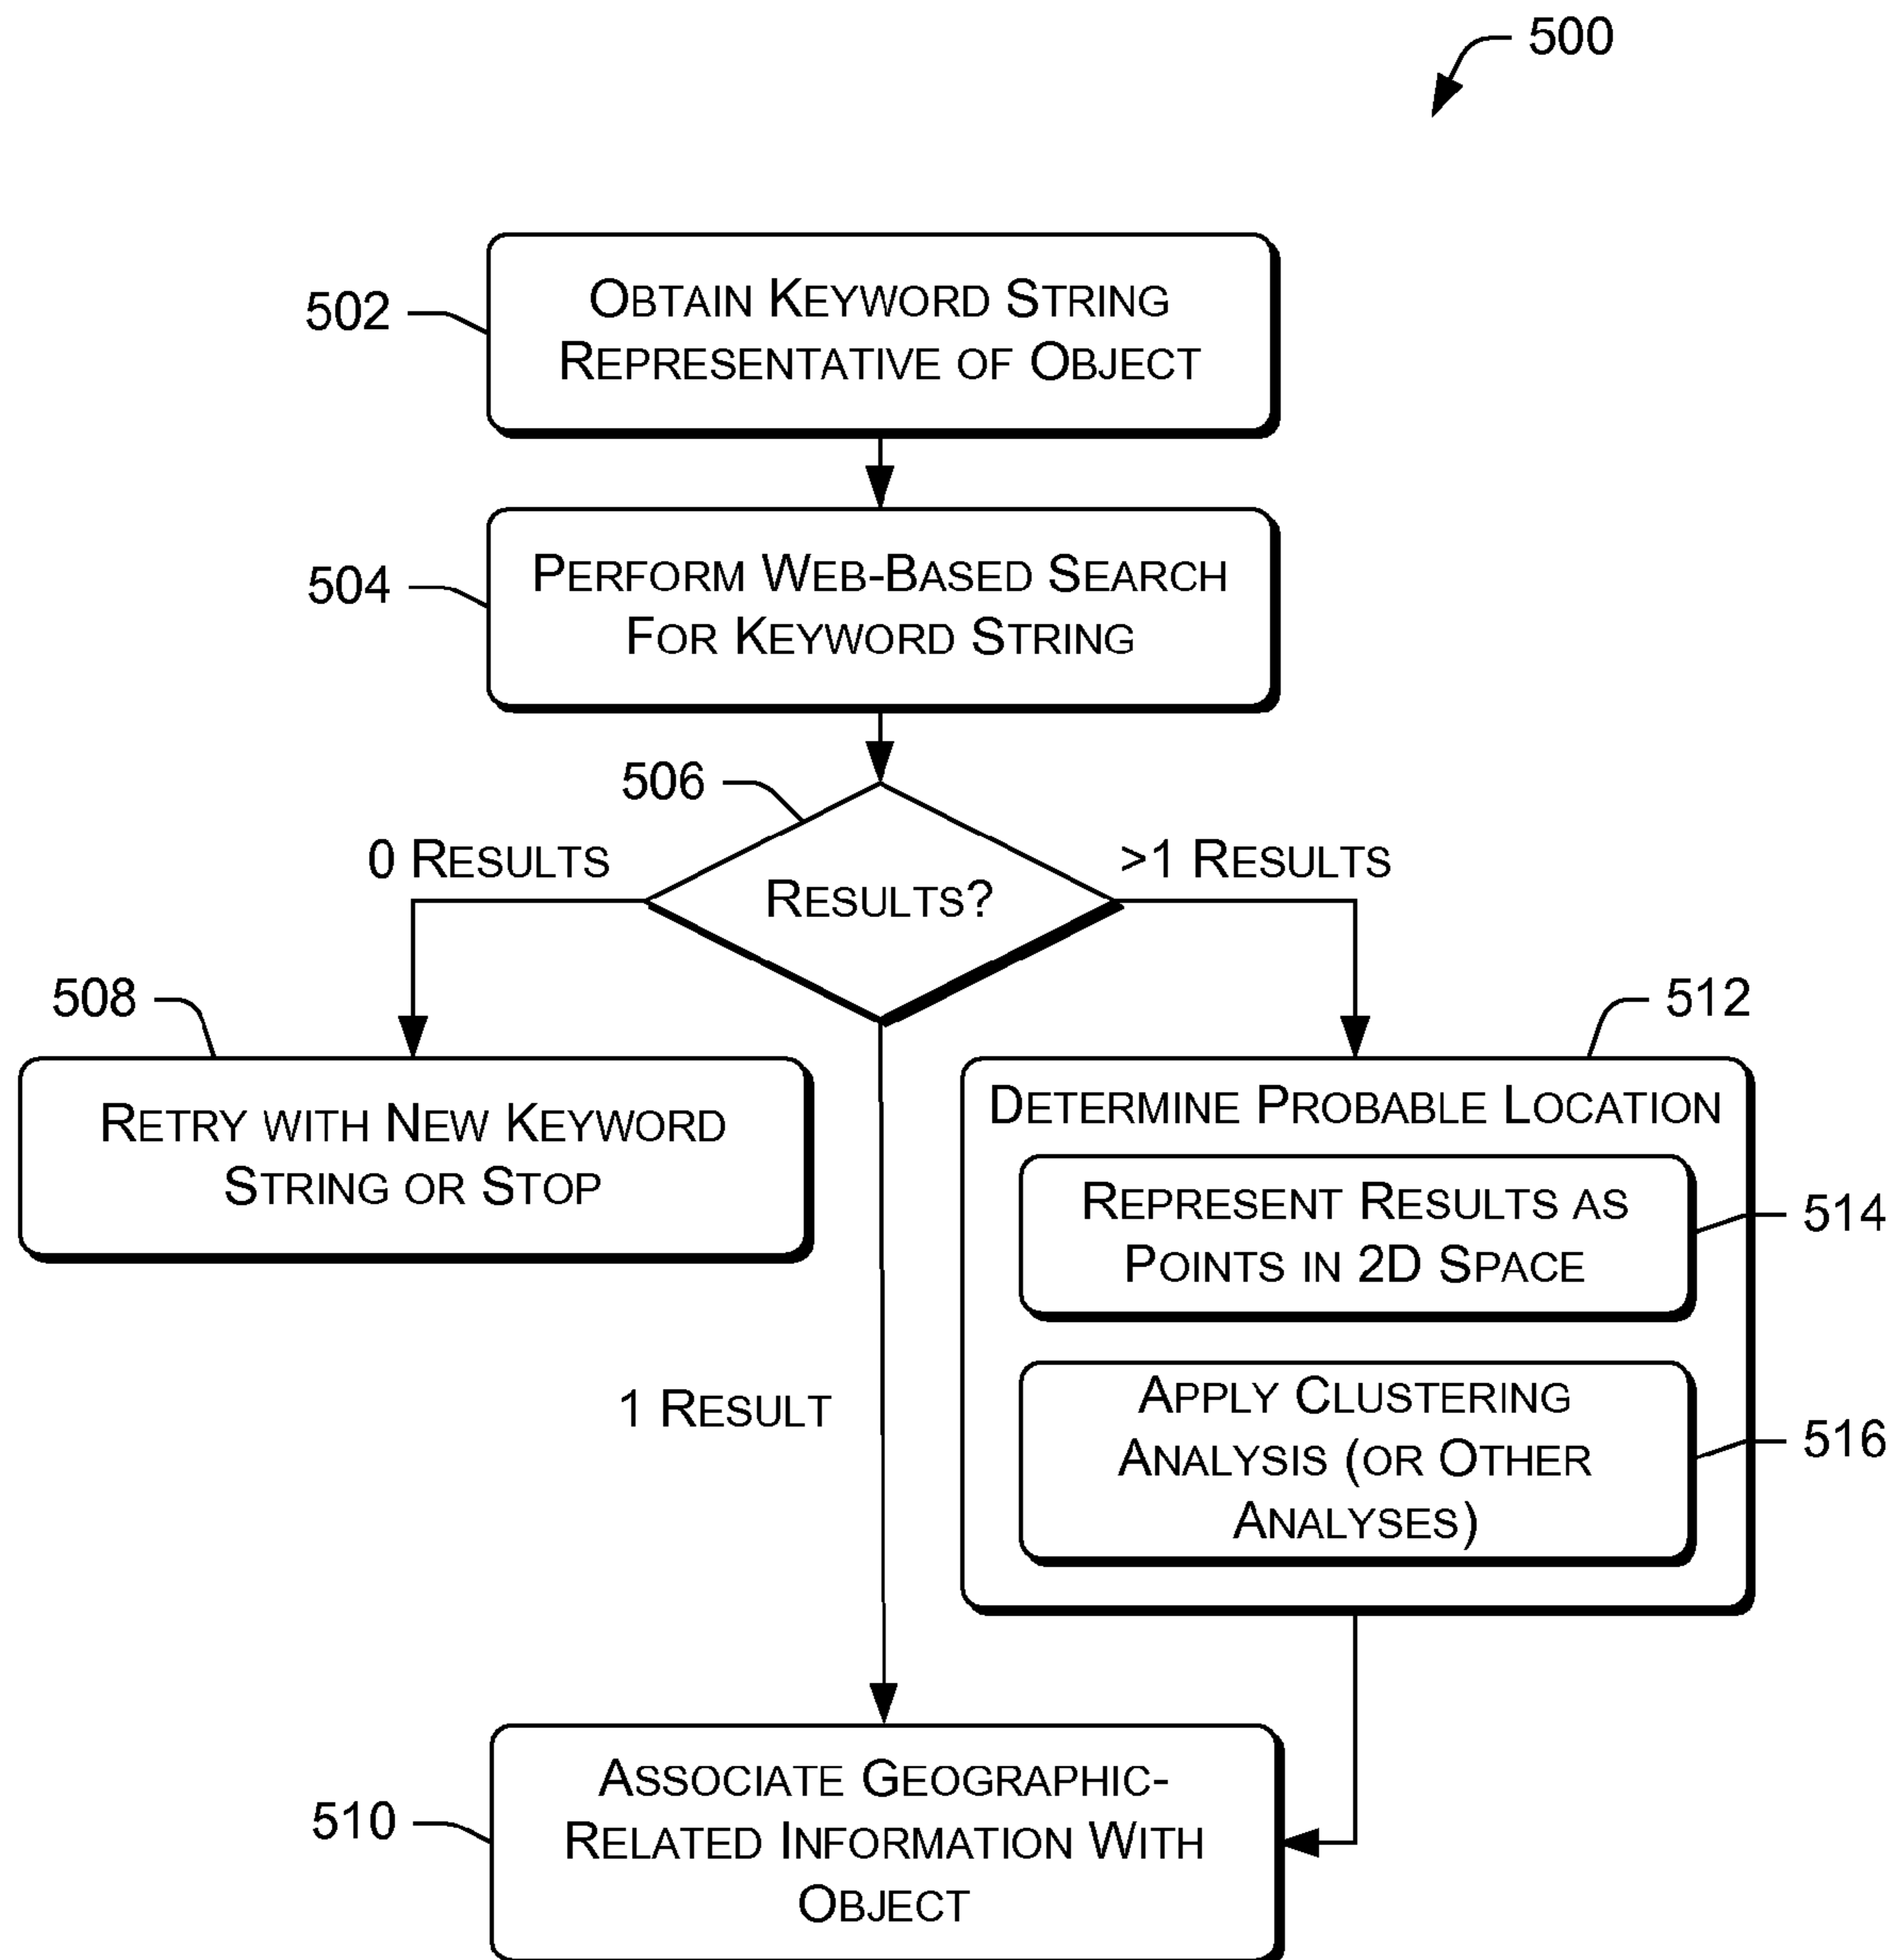 500
502
OBTAIN KEYWORD STRING
REPRESENTATIVE OF OBJECT
504
PERFORM WEB-BASED SEARCH
FOR KEYWORD STRING
506
0 RESULTS
>1 RESULTS
RESULTS?
508
512
RETRY WITH NEW KEYWORD
STRING OR STOP
DETERMINE PROBABLE LOCATION
REPRESENT RESULTS AS
POINTS IN 2D SPACE
514
APPLY CLUSTERING
ANALYSIS (OR OTHER
ANALYSES)
516
1 RESULT
510
ASSOCIATE GEOGRAPHIC-
RELATED INFORMATION WITH
OBJECT